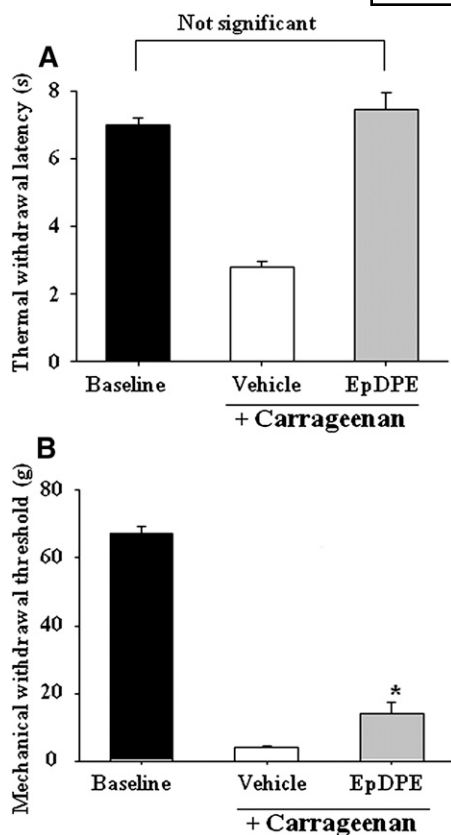 Not significant
A
Thermal withdrawal latency (s)
8
6
4
2
0
Baseline
Vehicle
EpDPE
+ Carrageenan
B
Mechanical withdrawal threshold (g)
80
60
40
20
0
*
Baseline
Vehicle
EpDPE
+ Carrageenan